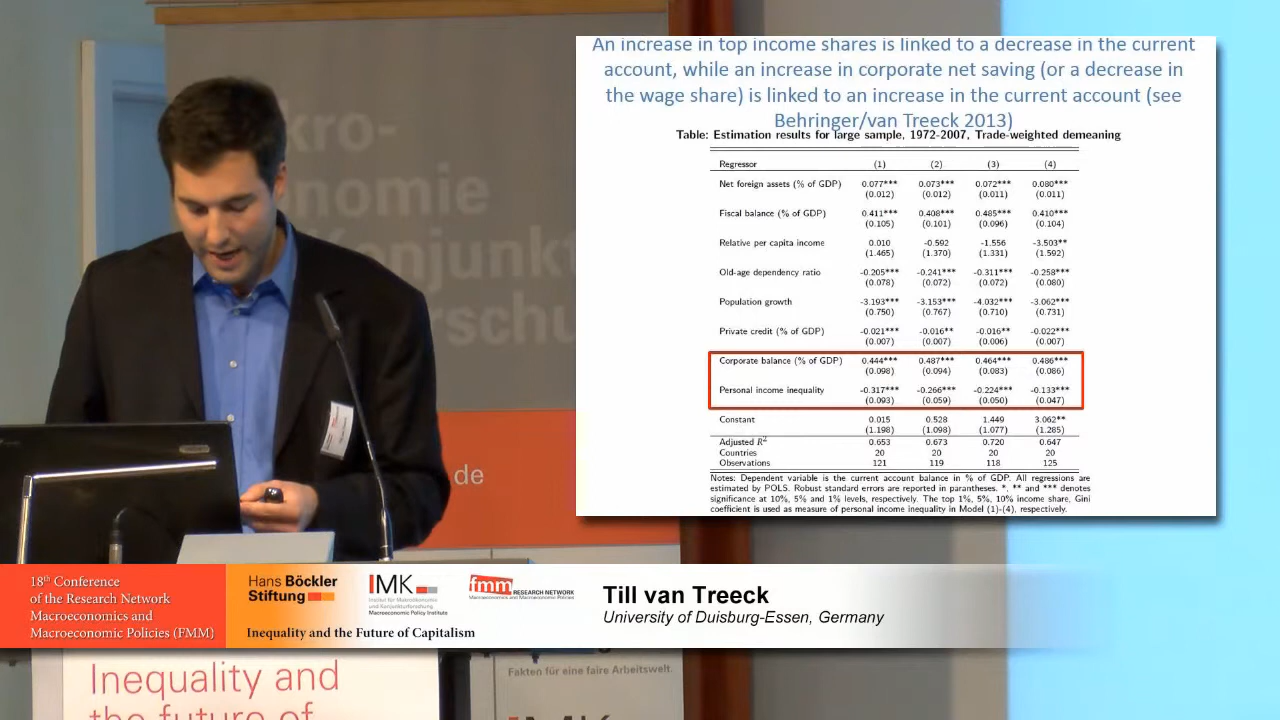 An increase in top income shares is linked to a decrease in the current
account, while an increase in corporate net saving (or a decrease in
the wage share) is linked to an increase in the current account (see
Behringer/van Treeck 2013)
Table: Estimation results for large sample, 1972-2007, Trade-weighted demeaning
Regressor (1) (2) (3) (4)
Net foreign assets (% of GDP) 0.077*** 0.073*** 0.072*** 0.080***
(0.012) (0.012) (0.011) (0.011)
Fiscal balance (% of GDP) 0.411*** 0.408*** 0.485*** 0.410***
(0.105) (0.101) (0.096) (0.104)
Relative per capita income 0.010 -0.592 -1.556 -3.503**
(1.465) (1.370) (1.331) (1.592)
Old-age dependency ratio -0.205*** -0.241*** -0.311*** -0.258***
(0.078) (0.072) (0.072) (0.080)
Population growth -3.193*** -3.153*** -4.032*** -3.062***
(0.750) (0.767) (0.710) (0.731)
Private credit (% of GDP) -0.021*** -0.016** -0.016** -0.022***
(0.007) (0.007) (0.006) (0.007)
Corporate balance (% of GDP) 0.444*** 0.487*** 0.464*** 0.486***
(0.098) (0.094) (0.083) (0.086)
Personal income inequality -0.317*** -0.266*** -0.224*** -0.133***
(0.093) (0.059) (0.050) (0.047)
Constant 0.015 0.528 1.449 3.062**
(1.198) (1.098) (1.077) (1.285)
Adjusted R² 0.653 0.673 0.720 0.647
Countries 20 20 20 20
Observations 121 119 118 125
Notes: Dependent variable is the current account balance in % of GDP. All regressions are
estimated by POLS. Robust standard errors are reported in parantheses. *, ** and *** denotes
significance at 10%, 5% and 1% levels, respectively. The top 1%, 5%, 10% income share, Gini
coefficient is used as measure of personal income inequality in Model (1)-(4), respectively.
kro-
nomie
onjunkt
rschu
de
18th Conference
of the Research Network
Macroeconomics and
Macroeconomic Policies (FMM)
Hans Böckler
Stiftung
IMK
Institut für Makroökonomie
und Konjunkturforschung
Macroeconomic Policy Institute
fmm RESEARCH NETWORK
Macroeconomics and Macroeconomic Policies
Inequality and the Future of Capitalism
Till van Treeck
University of Duisburg-Essen, Germany
Inequality and
the future of
Fakten für eine faire Arbeitswelt.
IMK